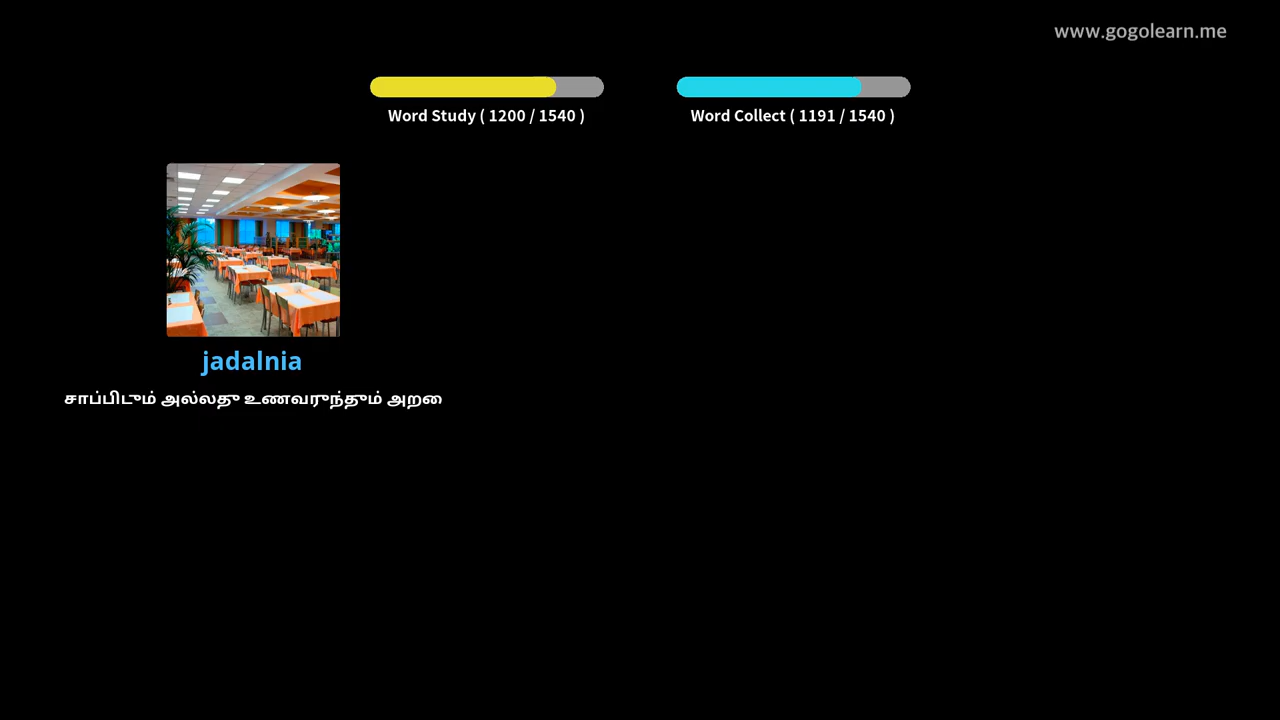 www.gogolearn.me
Word Study ( 1200 / 1540 )
Word Collect ( 1191 / 1540 )
jadalnia
சாப்பிடும் அல்லது உணவருந்தும் அறை